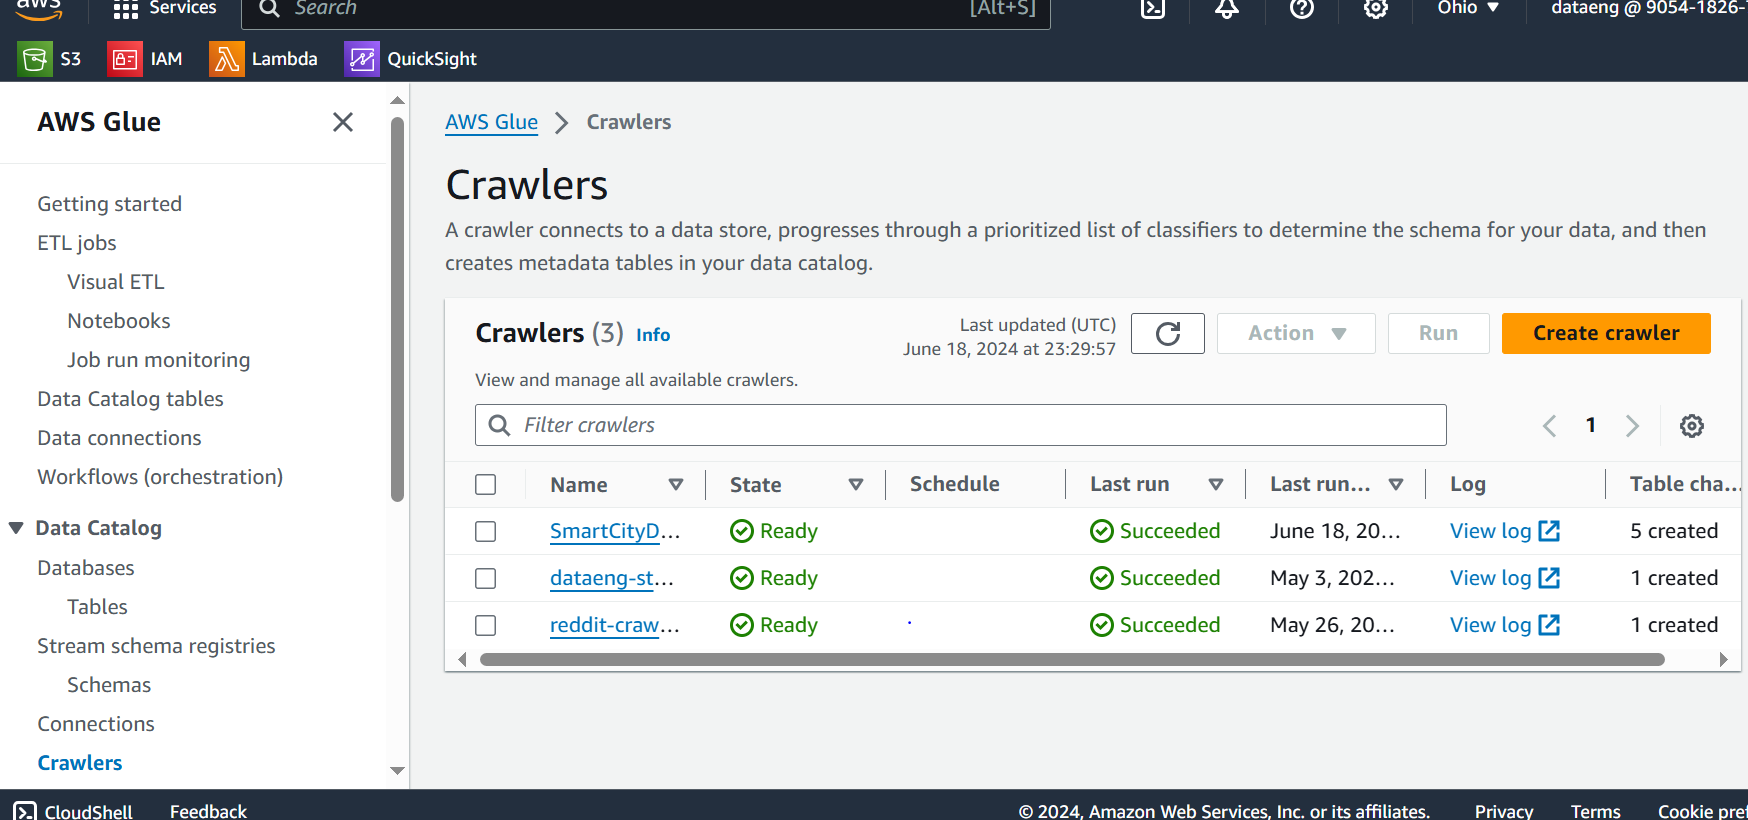 aws
Services
Search
[Alt+S]
Ohio
dataeng @ 9054-1826-
S3
IAM
Lambda
QuickSight
AWS Glue
Getting started
ETL jobs
Visual ETL
Notebooks
Job run monitoring
Data Catalog tables
Data connections
Workflows (orchestration)
Data Catalog
Databases
Tables
Stream schema registries
Schemas
Connections
Crawlers
AWS Glue > Crawlers
Crawlers
A crawler connects to a data store, progresses through a prioritized list of classifiers to determine the schema for your data, and then
creates metadata tables in your data catalog.
Crawlers (3) Info
Last updated (UTC)
June 18, 2024 at 23:29:57
Action
Run
Create crawler
View and manage all available crawlers.
Filter crawlers
1
Name State Schedule Last run Last run... Log Table cha...
SmartCityD... Ready Succeeded June 18, 20... View log 5 created
dataeng-st... Ready Succeeded May 3, 202... View log 1 created
reddit-craw... Ready Succeeded May 26, 20... View log 1 created
CloudShell
Feedback
© 2024, Amazon Web Services, Inc. or its affiliates.
Privacy
Terms
Cookie pref